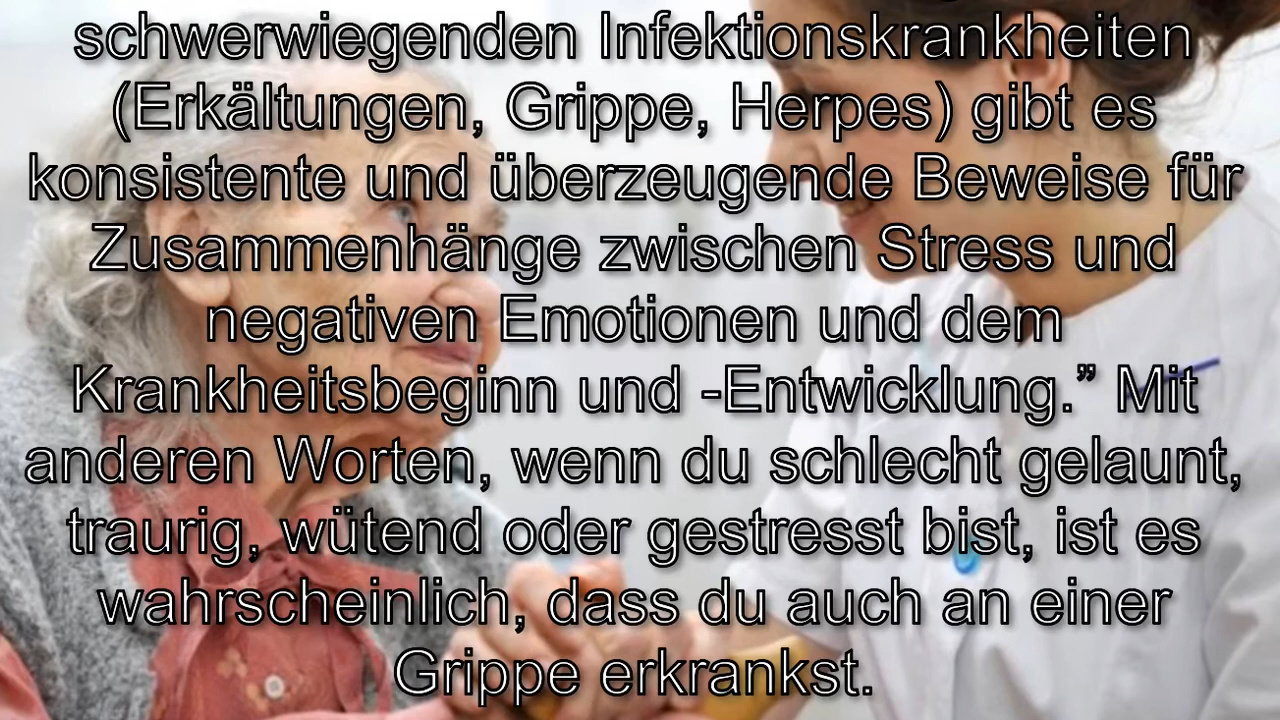 schwerwiegenden Infektionskrankheiten
(Erkältungen, Grippe, Herpes) gibt es
konsistente und überzeugende Beweise für
Zusammenhänge zwischen Stress und
negativen Emotionen und dem
Krankheitsbeginn und -Entwicklung.” Mit
anderen Worten, wenn du schlecht gelaunt,
traurig, wütend oder gestresst bist, ist es
wahrscheinlich, dass du auch an einer
Grippe erkrankst.